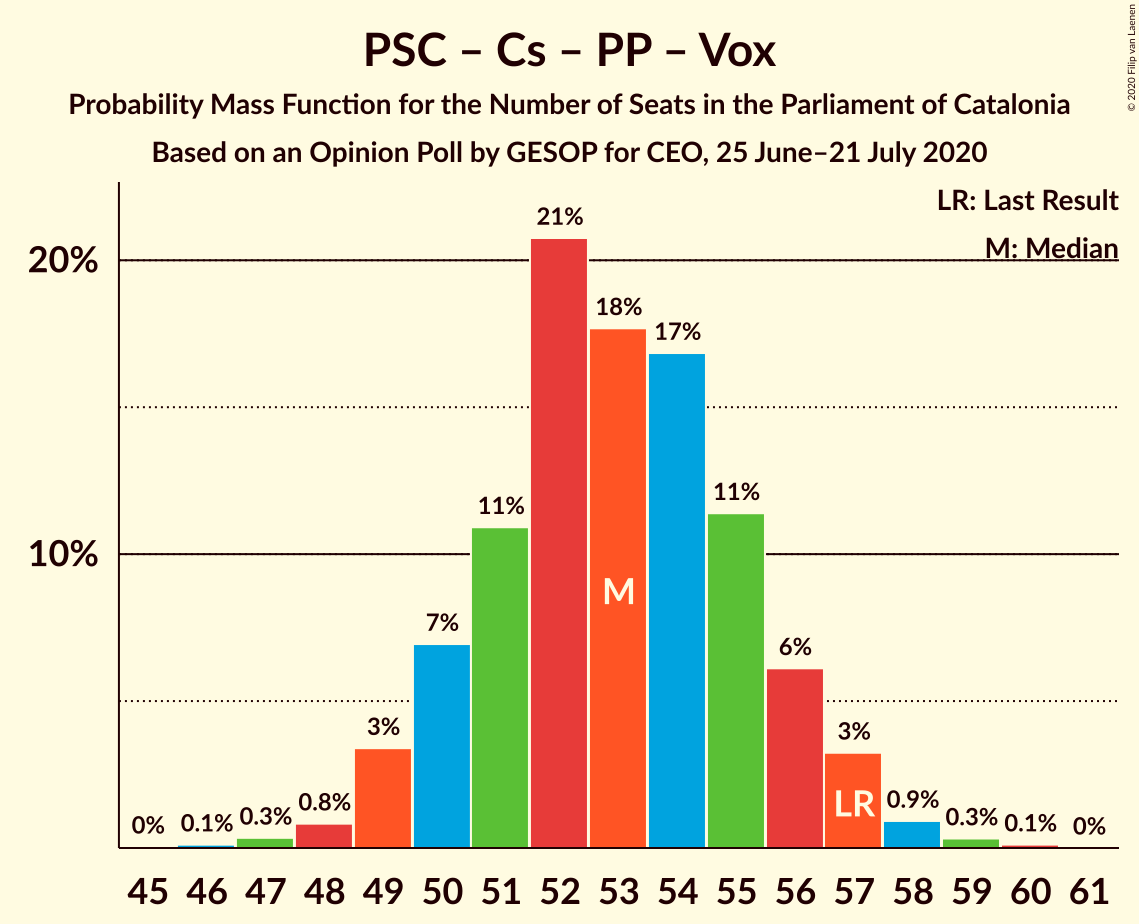 PSC – Cs – PP – Vox
Probability Mass Function for the Number of Seats in the Parliament of Catalonia
Based on an Opinion Poll by GESOP for CEO, 25 June–21 July 2020
© 2020 Filip van Laenen
LR: Last Result
M: Median
20%
10%
0%
0.1%
0.3%
0.8%
3%
7%
11%
21%
18%
17%
11%
6%
3%
0.9%
0.3%
0.1%
0%
M
LR
45 46 47 48 49 50 51 52 53 54 55 56 57 58 59 60 61